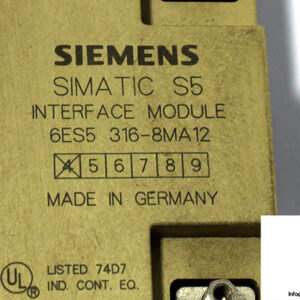 SIEMENS
SIMATIC S5
INTERFACE MODULE
6ES5 316-8MA12
4 5 6 7 8 9
MADE IN GERMANY
UL LISTED 74D7
IND. CONT. EQ.